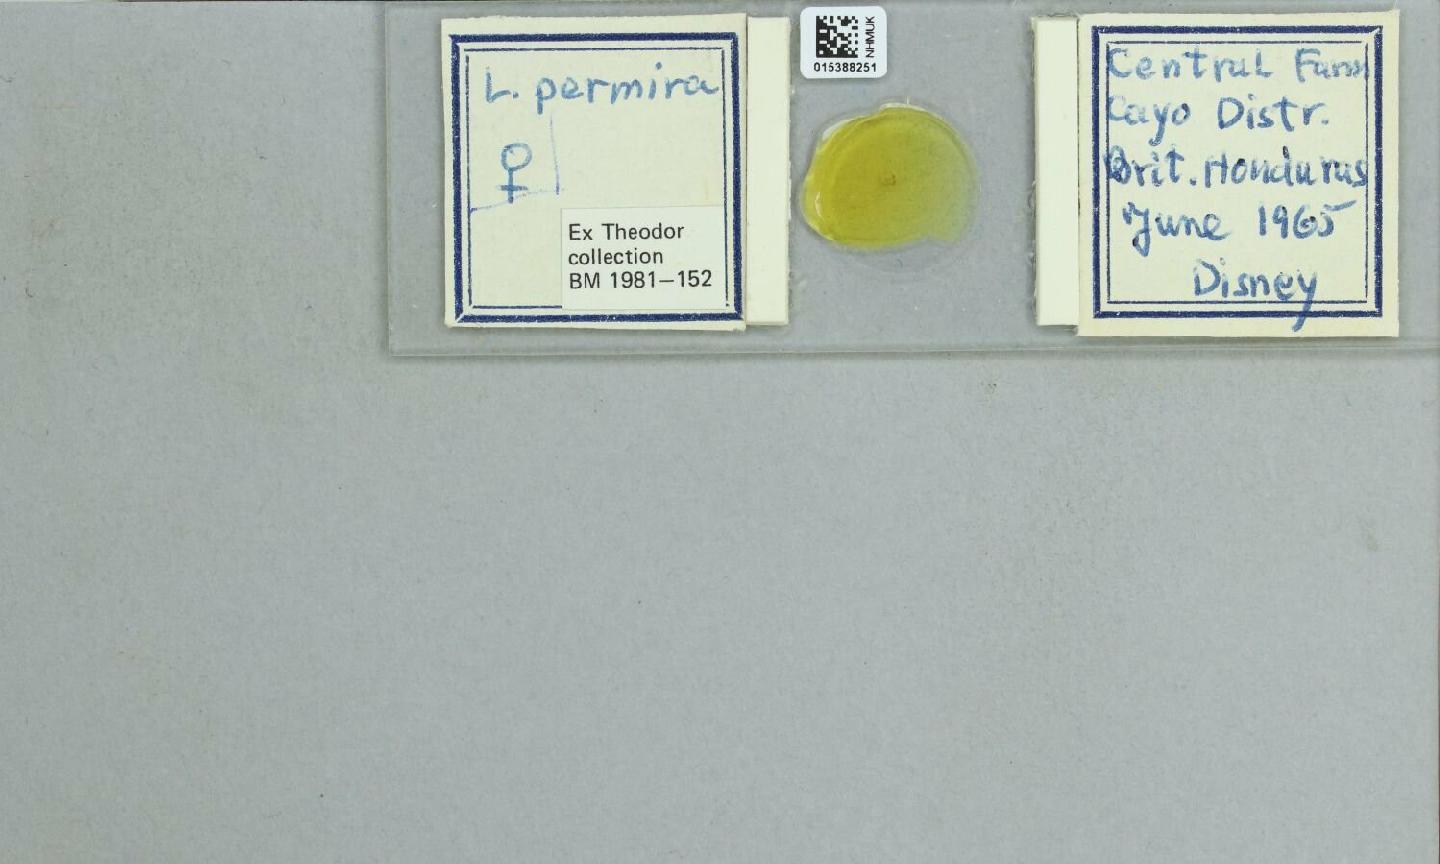 L. permira
♀
Ex Theodor
collection
BM 1981–152
NHMUK
015388251
Central Farm
Cayo Distr.
Brit. Honduras
June 1965
Disney